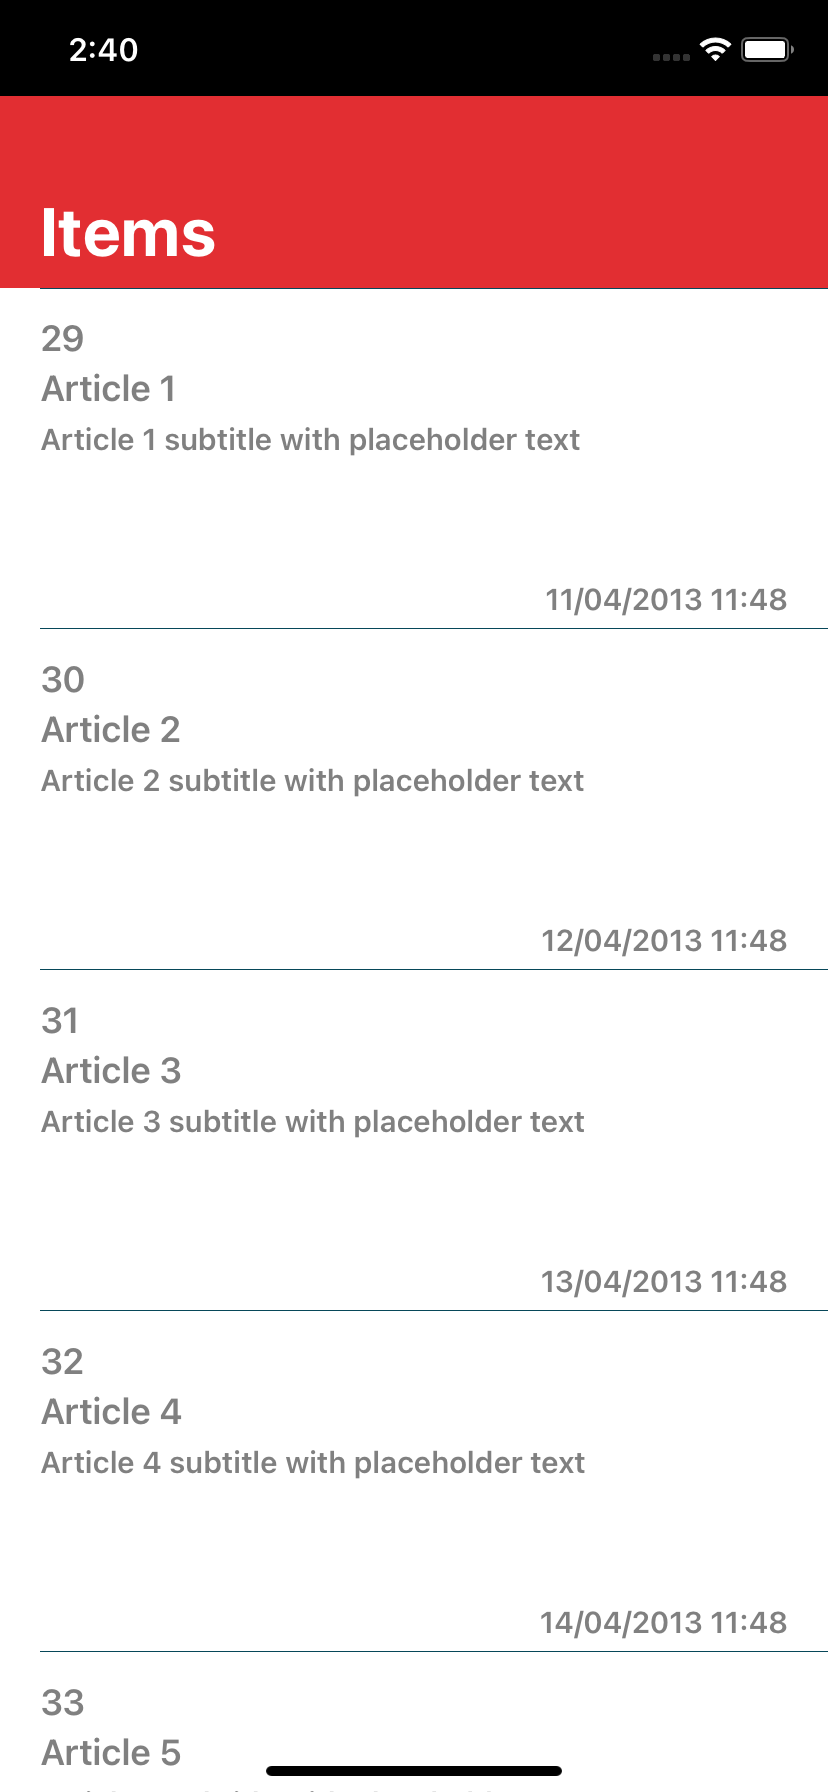 2:40
Items
29
Article 1
Article 1 subtitle with placeholder text
11/04/2013 11:48
30
Article 2
Article 2 subtitle with placeholder text
12/04/2013 11:48
31
Article 3
Article 3 subtitle with placeholder text
13/04/2013 11:48
32
Article 4
Article 4 subtitle with placeholder text
14/04/2013 11:48
33
Article 5